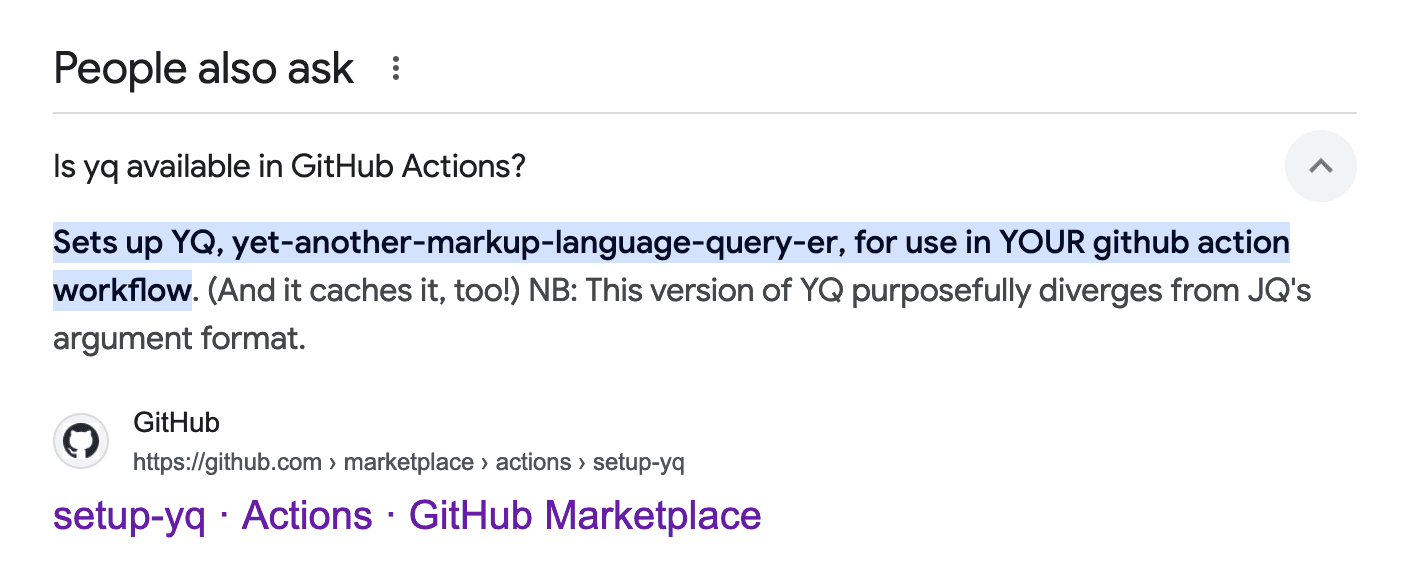 People also ask
Is yq available in GitHub Actions?
Sets up YQ, yet-another-markup-language-query-er, for use in YOUR github action
workflow. (And it caches it, too!) NB: This version of YQ purposefully diverges from JQ's
argument format.
GitHub
https://github.com › marketplace › actions › setup-yq
setup-yq · Actions · GitHub Marketplace